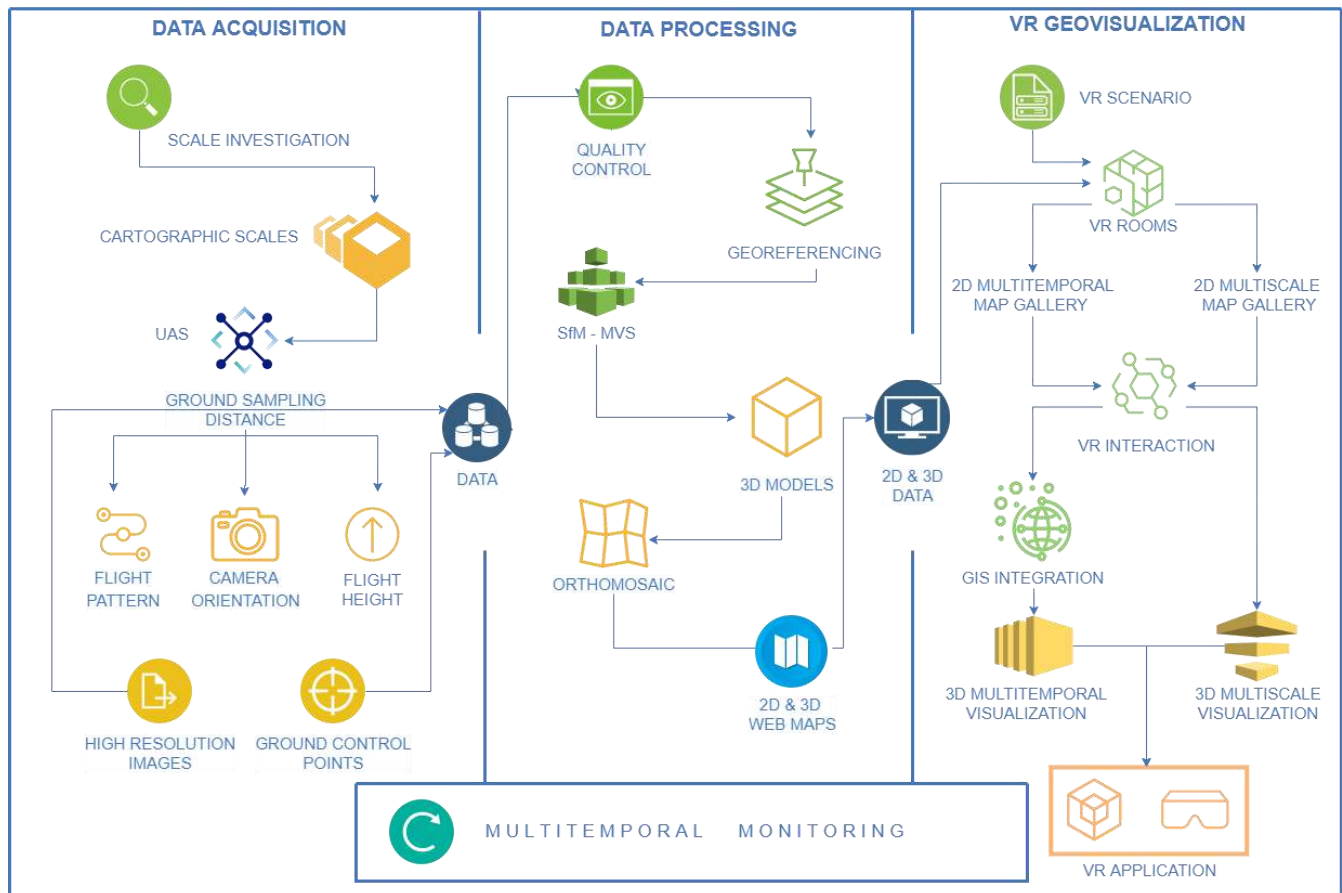 DATA ACQUISITION
SCALE INVESTIGATION
CARTOGRAPHIC SCALES
UAS
GROUND SAMPLING
DISTANCE
FLIGHT
PATTERN
CAMERA
ORIENTATION
FLIGHT
HEIGHT
HIGH RESOLUTION
IMAGES
GROUND CONTROL
POINTS
DATA
DATA PROCESSING
QUALITY
CONTROL
GEOREFERENCING
SfM - MVS
3D MODELS
ORTHOMOSAIC
2D & 3D
WEB MAPS
2D & 3D
DATA
VR GEOVISUALIZATION
VR SCENARIO
VR ROOMS
2D MULTITEMPORAL
MAP GALLERY
2D MULTISCALE
MAP GALLERY
VR INTERACTION
GIS INTEGRATION
3D MULTITEMPORAL
VISUALIZATION
3D MULTISCALE
VISUALIZATION
VR APPLICATION
MULTITEMPORAL MONITORING